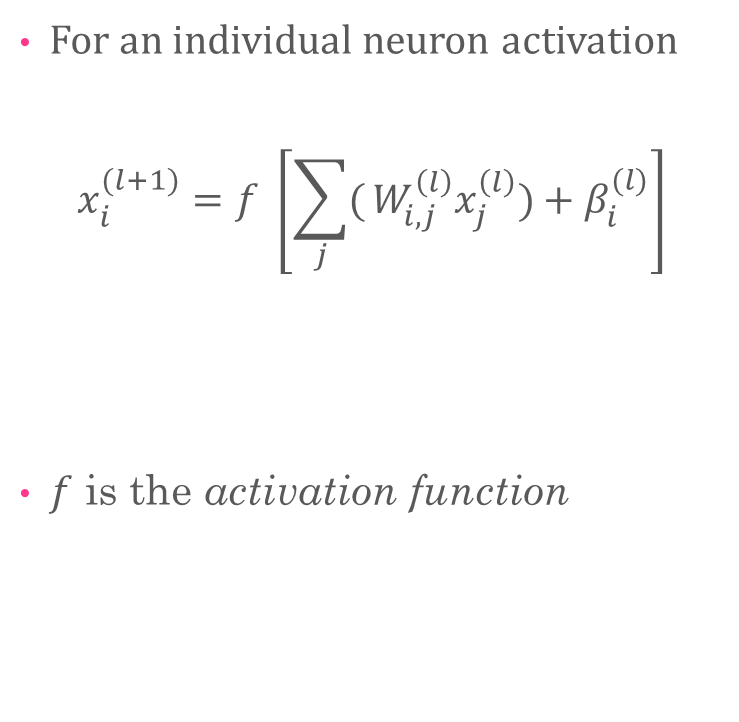 • For an individual neuron activation
x_i^{(l+1)} = f [ ∑_j ( W_{i,j}^{(l)} x_j^{(l)} ) + β_i^{(l)} ]
• f is the activation function